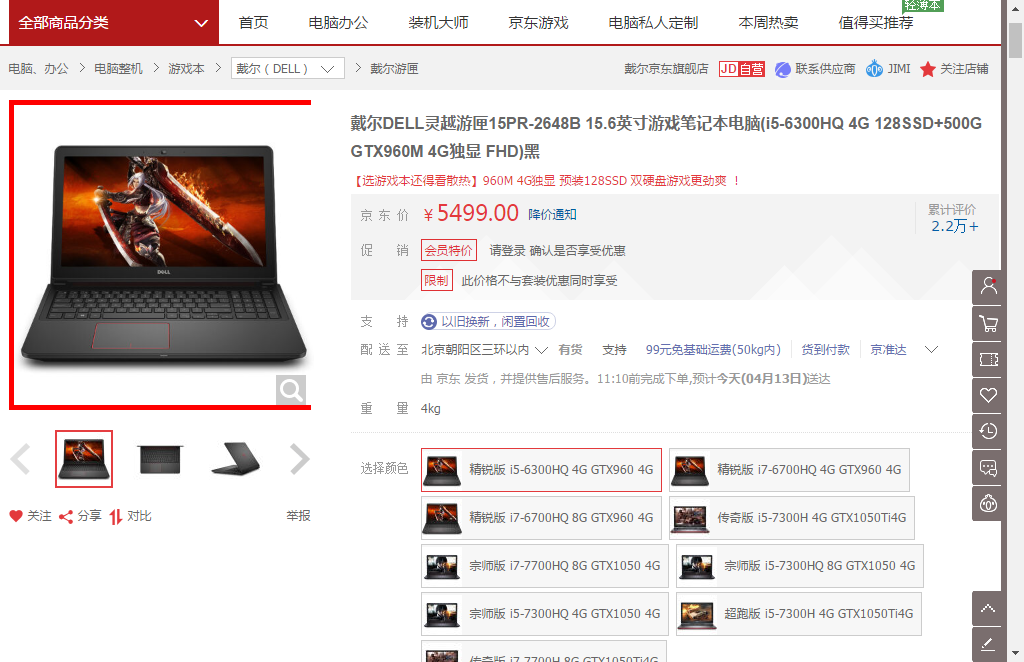 轻薄本
全部商品分类 首页 电脑办公 装机大师 京东游戏 电脑私人定制 本周热卖 值得买推荐
电脑、办公 > 电脑整机 > 游戏本 > 戴尔（DELL） > 戴尔游匣 戴尔京东旗舰店 JD自营 联系供应商 JIMI 关注店铺
戴尔DELL灵越游匣15PR-2648B 15.6英寸游戏笔记本电脑(i5-6300HQ 4G 128SSD+500G
GTX960M 4G独显 FHD)黑
【选游戏本还得看散热】960M 4G独显 预装128SSD 双硬盘游戏更劲爽 ！
京东价 ￥5499.00 降价通知 累计评价
2.2万+
促销 会员特价 请登录 确认是否享受优惠
限制 此价格不与套装优惠同时享受
DELL
支持 以旧换新，闲置回收
配送至 北京朝阳区三环以内 有货 支持 99元免基础运费(50kg内) 货到付款 京准达
由 京东 发货，并提供售后服务。11:10前完成下单,预计今天(04月13日)送达
重量 4kg
选择颜色 精锐版 i5-6300HQ 4G GTX960 4G 精锐版 i7-6700HQ 4G GTX960 4G
精锐版 i7-6700HQ 8G GTX960 4G 传奇版 i5-7300H 4G GTX1050Ti4G
关注 分享 对比 举报
宗师版 i7-7700HQ 8G GTX1050 4G 宗师版 i5-7300HQ 8G GTX1050 4G
宗师版 i5-7300HQ 4G GTX1050 4G 超跑版 i5-7300H 4G GTX1050Ti4G
传奇版 i7-7700H 8G GTX1050Ti4G